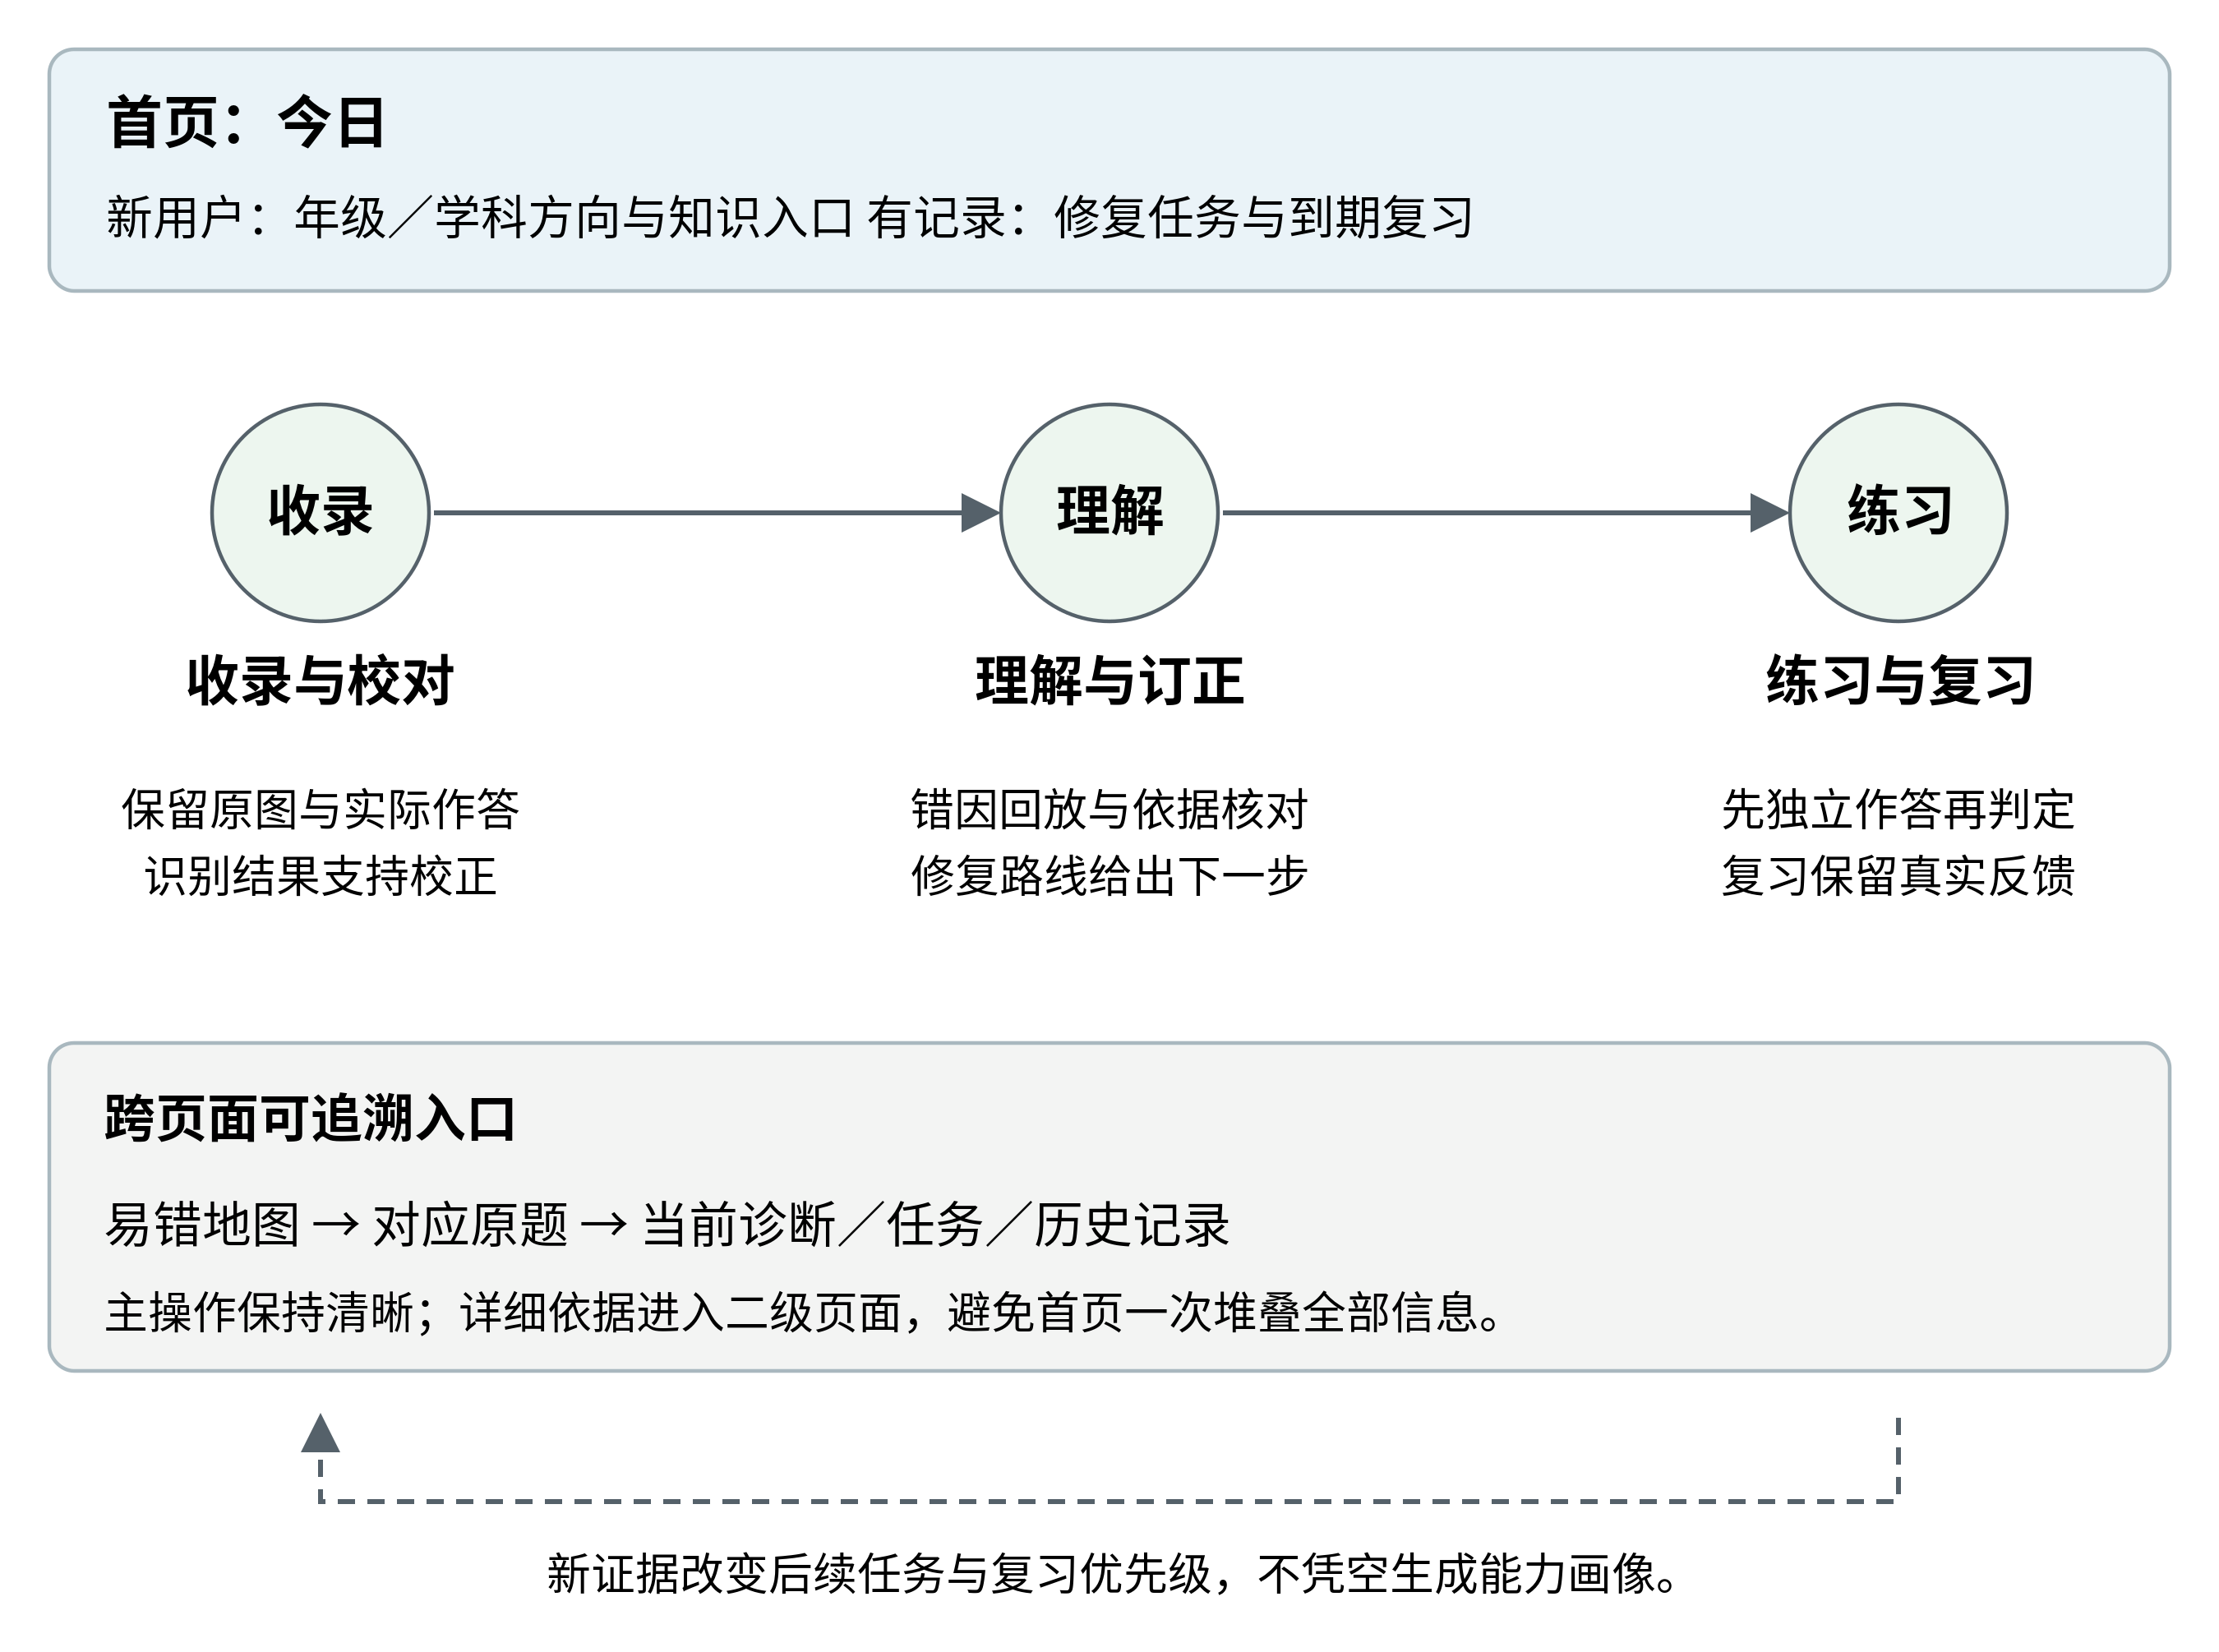 首页：今日
新用户：年级／学科方向与知识入口 有记录：修复任务与到期复习
收录
理解
练习
收录与校对
理解与订正
练习与复习
保留原图与实际作答
错因回放与依据核对
先独立作答再判定
识别结果支持校正
修复路线给出下一步
复习保留真实反馈
跨页面可追溯入口
易错地图 → 对应原题 → 当前诊断／任务／历史记录
主操作保持清晰；详细依据进入二级页面，避免首页一次堆叠全部信息。
新证据改变后续任务与复习优先级，不凭空生成能力画像。